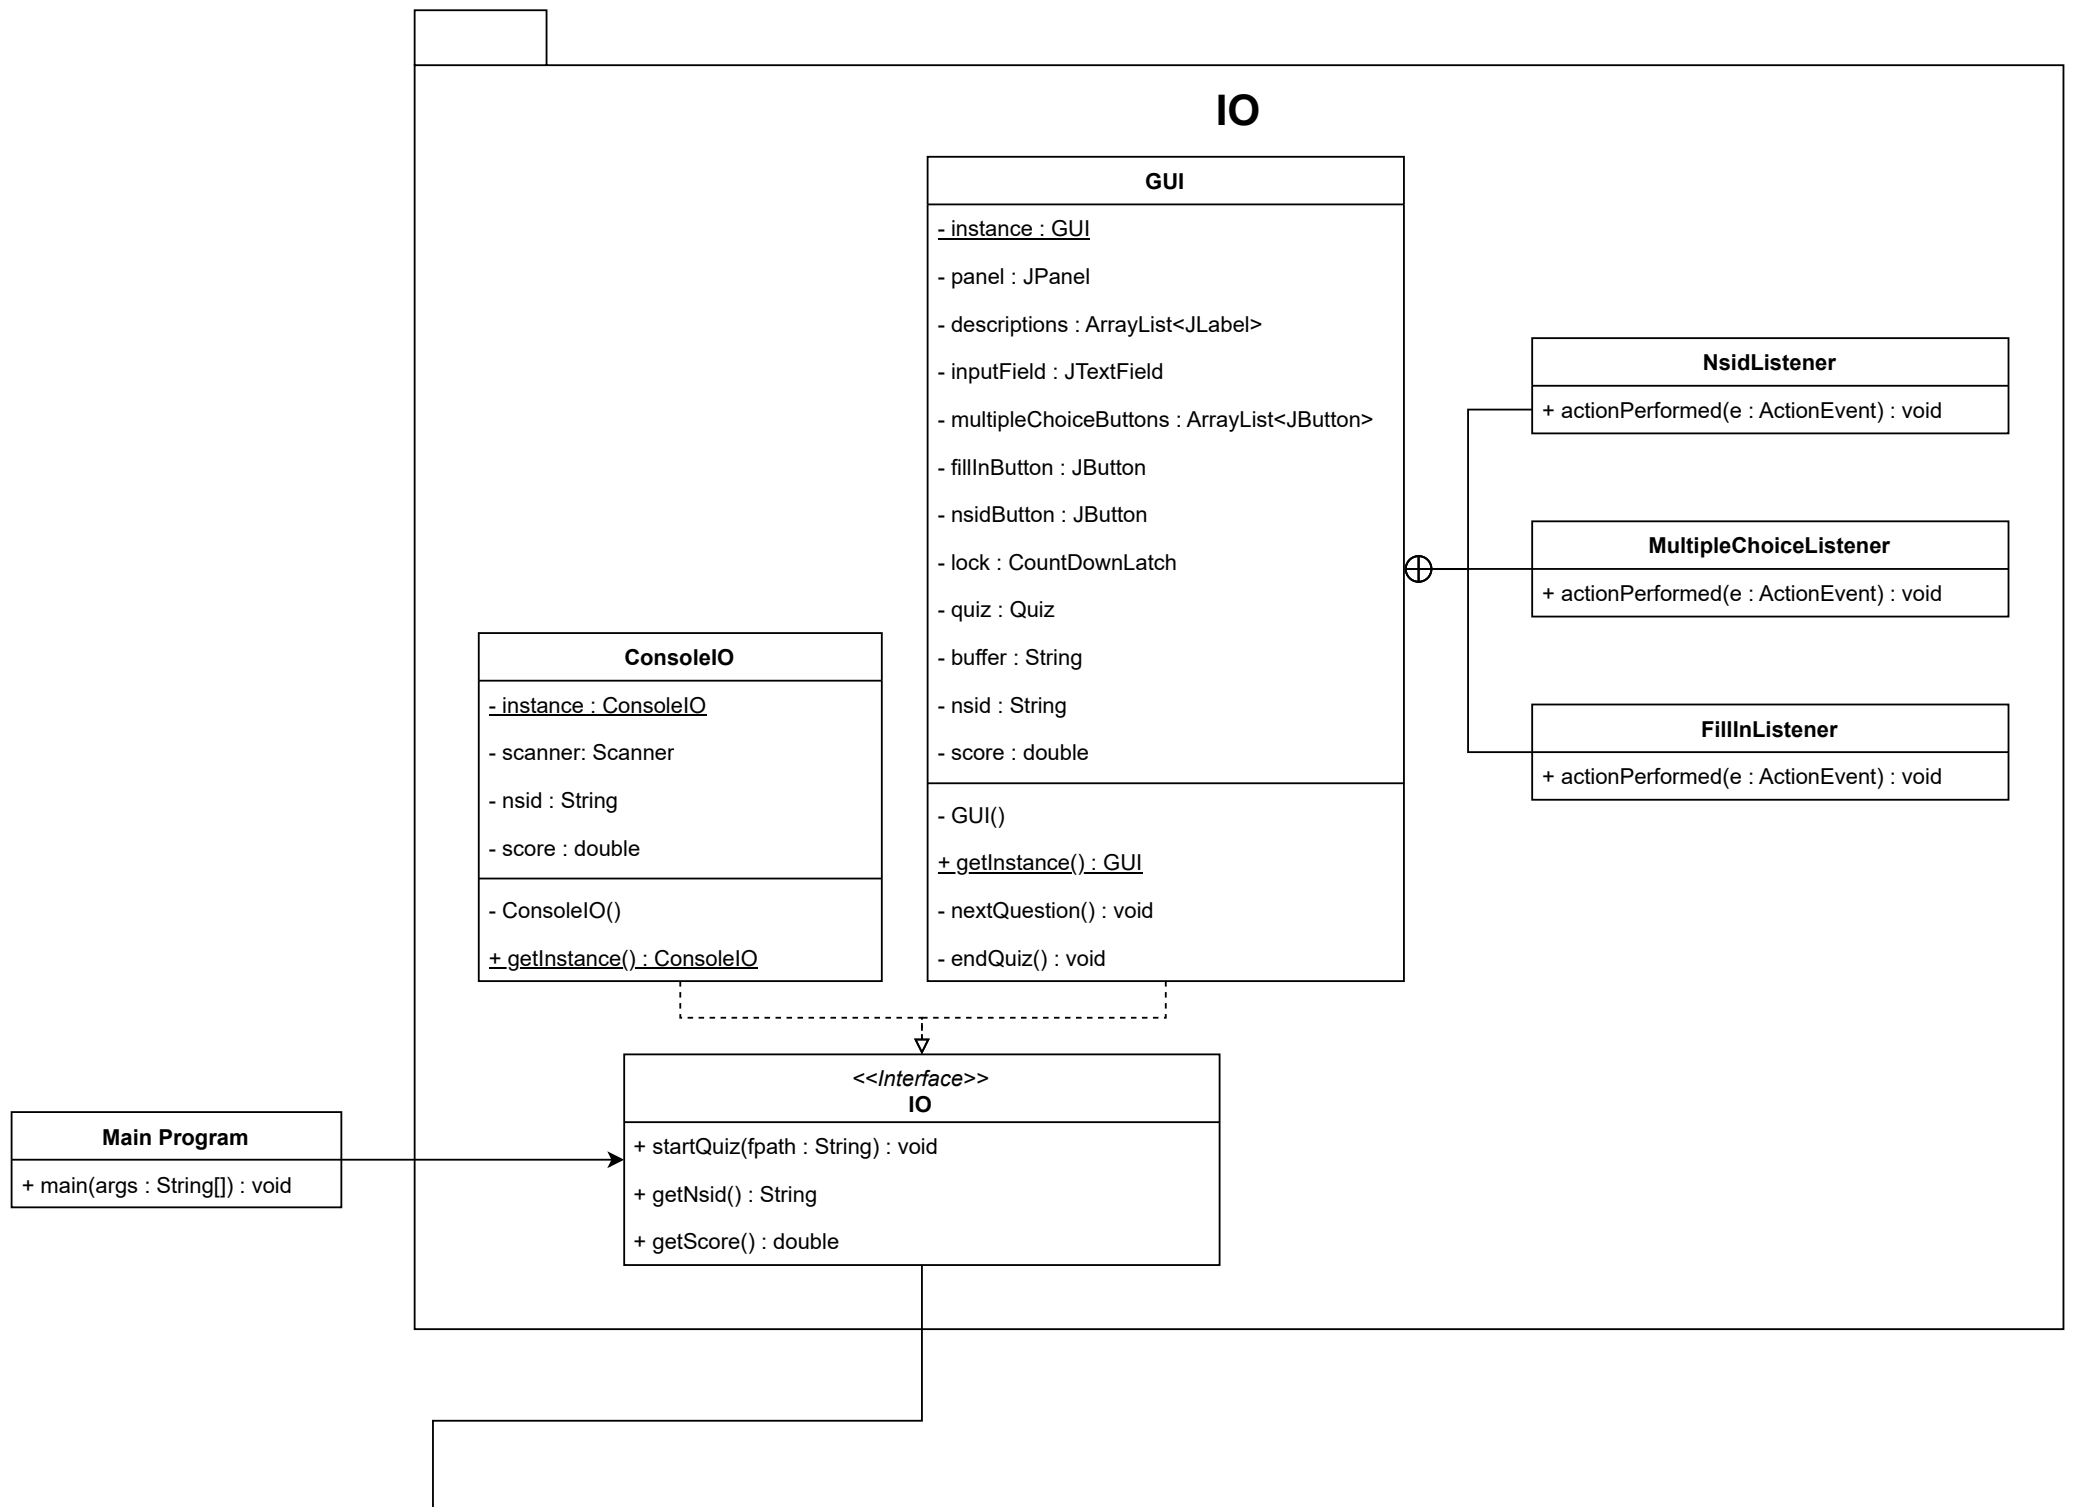 IO
GUI
- instance : GUI
- panel : JPanel
- descriptions : ArrayList<JLabel>
- inputField : JTextField
- multipleChoiceButtons : ArrayList<JButton>
- fillInButton : JButton
- nsidButton : JButton
- lock : CountDownLatch
- quiz : Quiz
- buffer : String
- nsid : String
- score : double
- GUI()
+ getInstance() : GUI
- nextQuestion() : void
- endQuiz() : void
NsidListener
+ actionPerformed(e : ActionEvent) : void
MultipleChoiceListener
+ actionPerformed(e : ActionEvent) : void
FillInListener
+ actionPerformed(e : ActionEvent) : void
ConsoleIO
- instance : ConsoleIO
- scanner: Scanner
- nsid : String
- score : double
- ConsoleIO()
+ getInstance() : ConsoleIO
<<Interface>>
IO
+ startQuiz(fpath : String) : void
+ getNsid() : String
+ getScore() : double
Main Program
+ main(args : String[]) : void